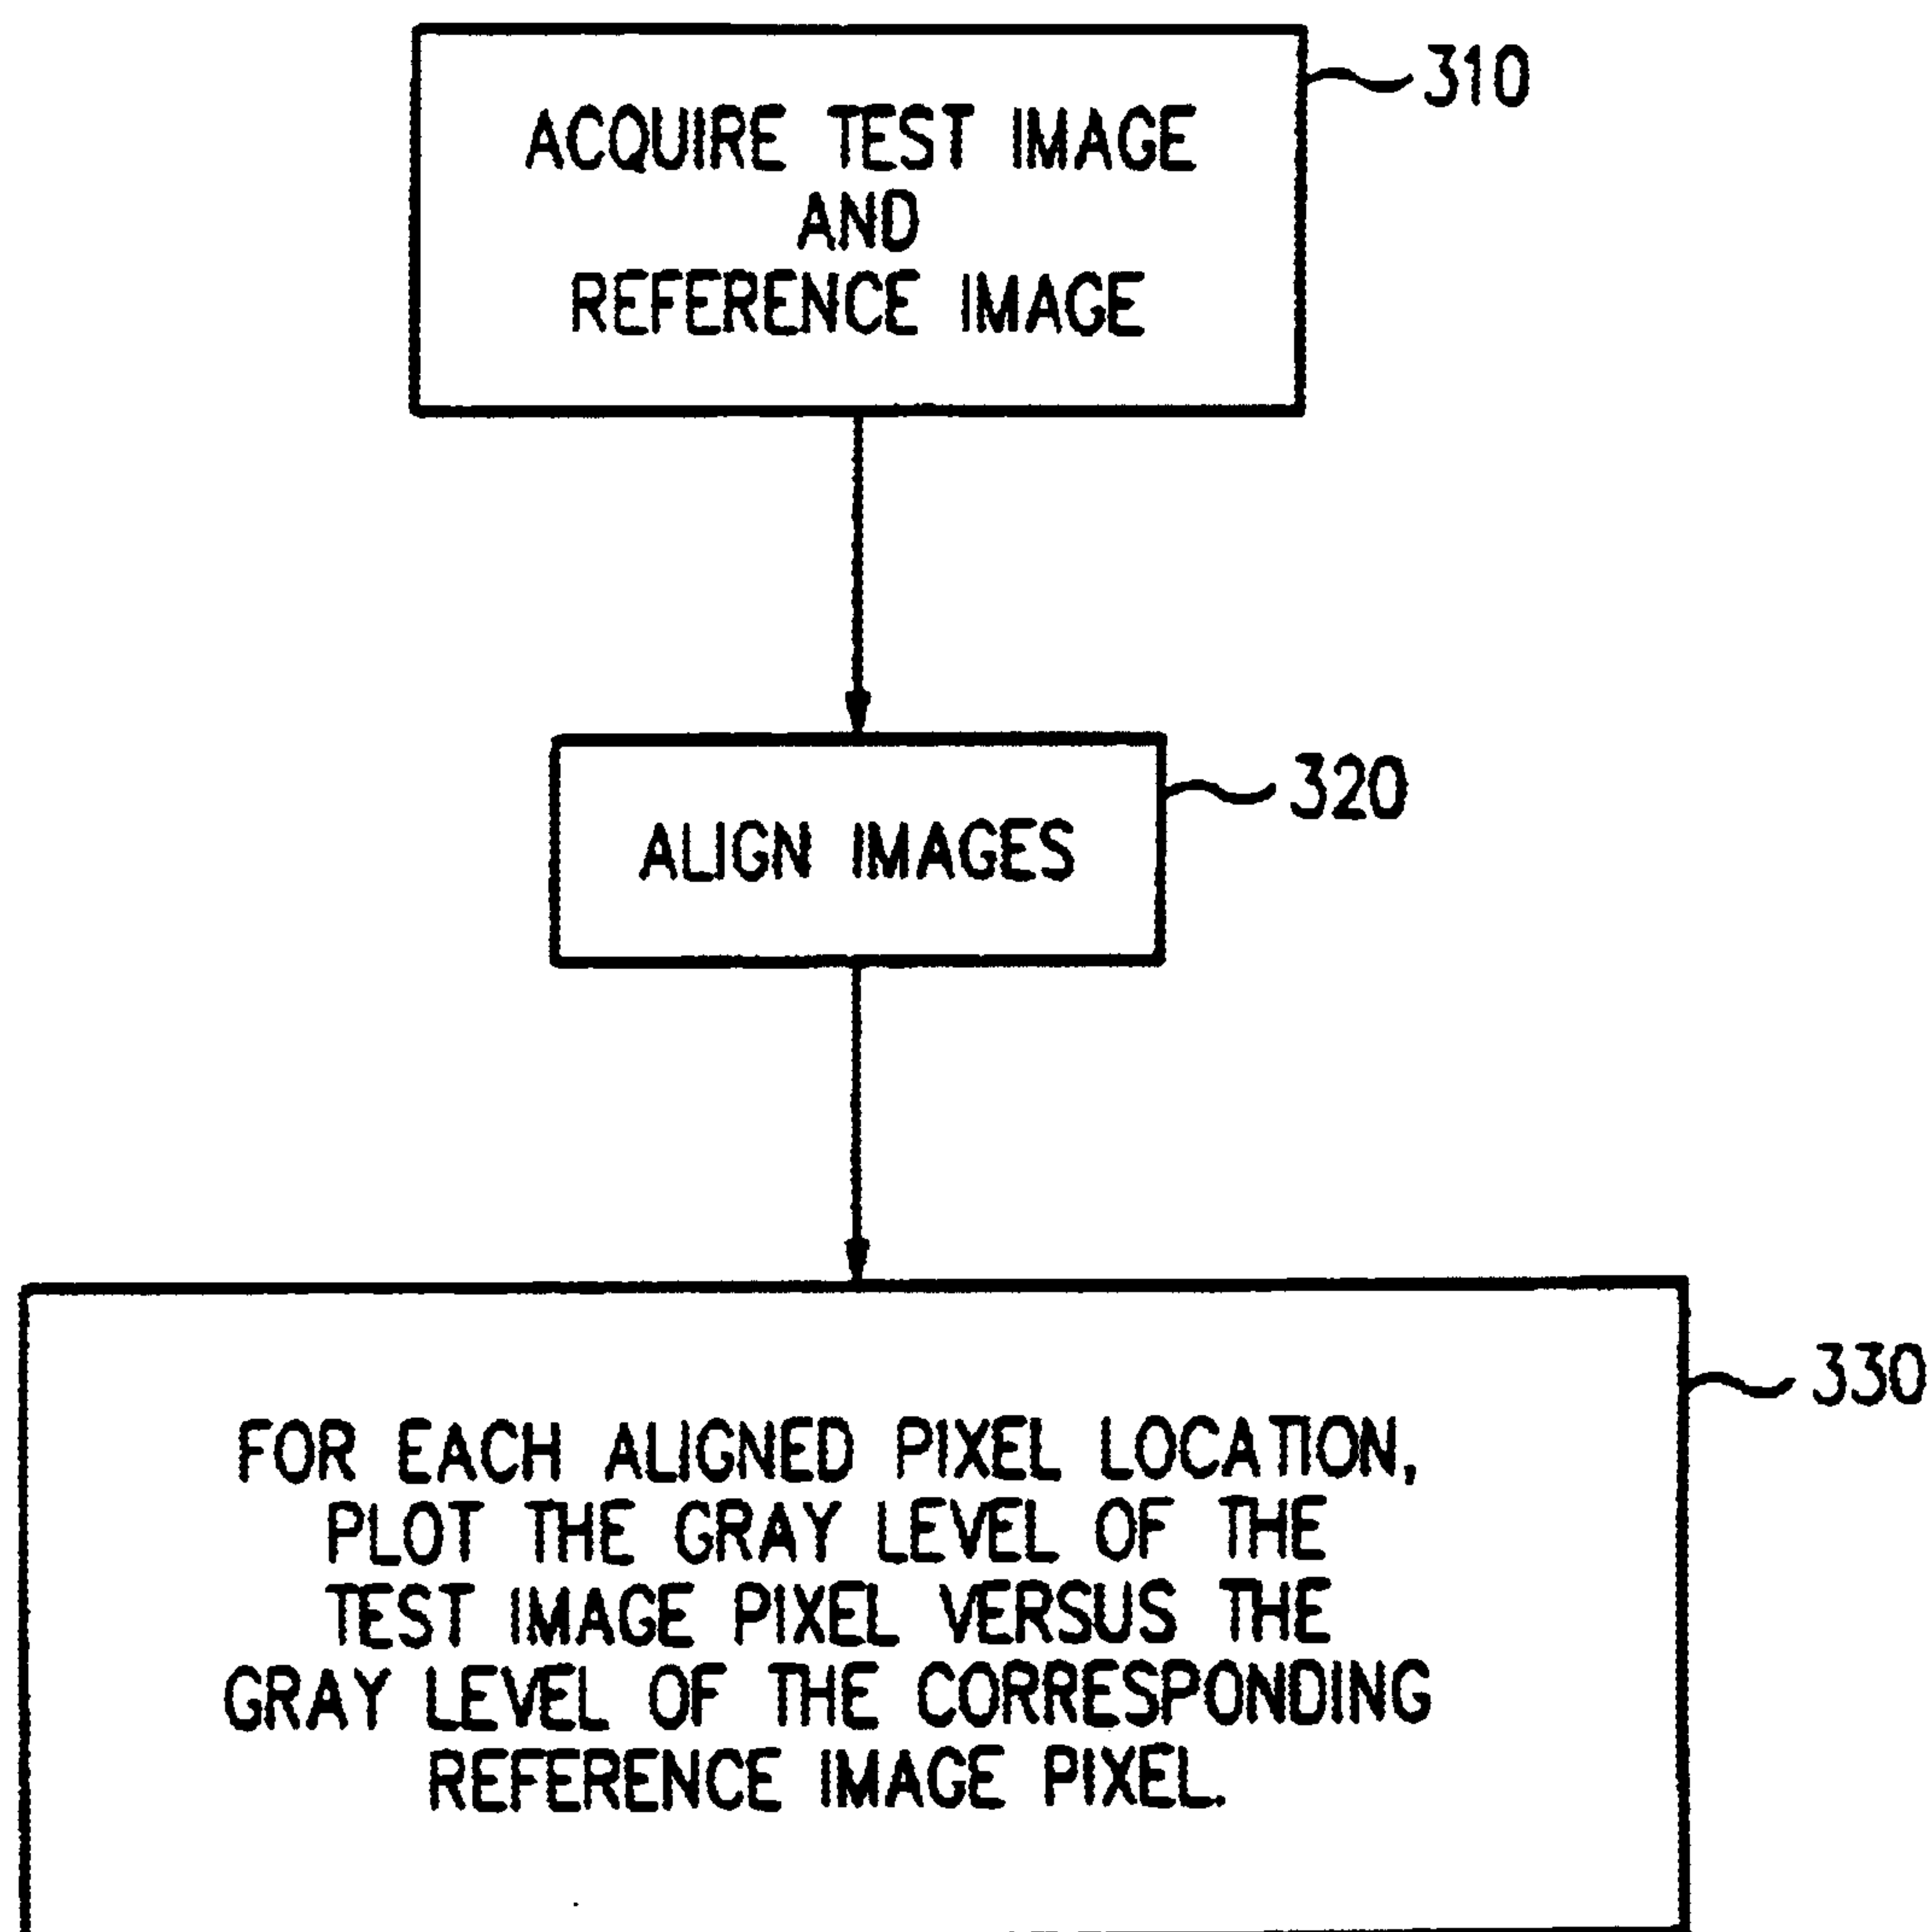 310
ACQUIRE TEST IMAGE
AND
REFERENCE IMAGE
320
ALIGN IMAGES
330
FOR EACH ALIGNED PIXEL LOCATION,
PLOT THE GRAY LEVEL OF THE
TEST IMAGE PIXEL VERSUS THE
GRAY LEVEL OF THE CORRESPONDING
REFERENCE IMAGE PIXEL.